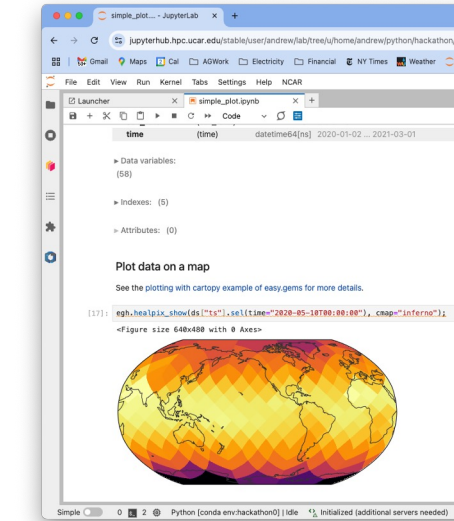 simple_plot.... - JupyterLab
jupyterhub.hpc.ucar.edu/stable/user/andrew/lab/tree/u/home/andrew/python/hackathon/
Gmail Maps Cal AGWork Electricity Financial NY Times Weather
File Edit View Run Kernel Tabs Settings Help NCAR
Launcher simple_plot.ipynb
Code
time (time) datetime64[ns] 2020-01-02 ... 2021-03-01
Data variables:
(58)
Indexes: (5)
Attributes: (0)
Plot data on a map
See the plotting with cartopy example of easy.gems for more details.
[17]: egh.healpix_show(ds["ts"].sel(time="2020-05-10T00:00:00"), cmap="inferno");
<Figure size 640x480 with 0 Axes>
Simple 0 2 Python [conda env:hackathon0] | Idle Initialized (additional servers needed)